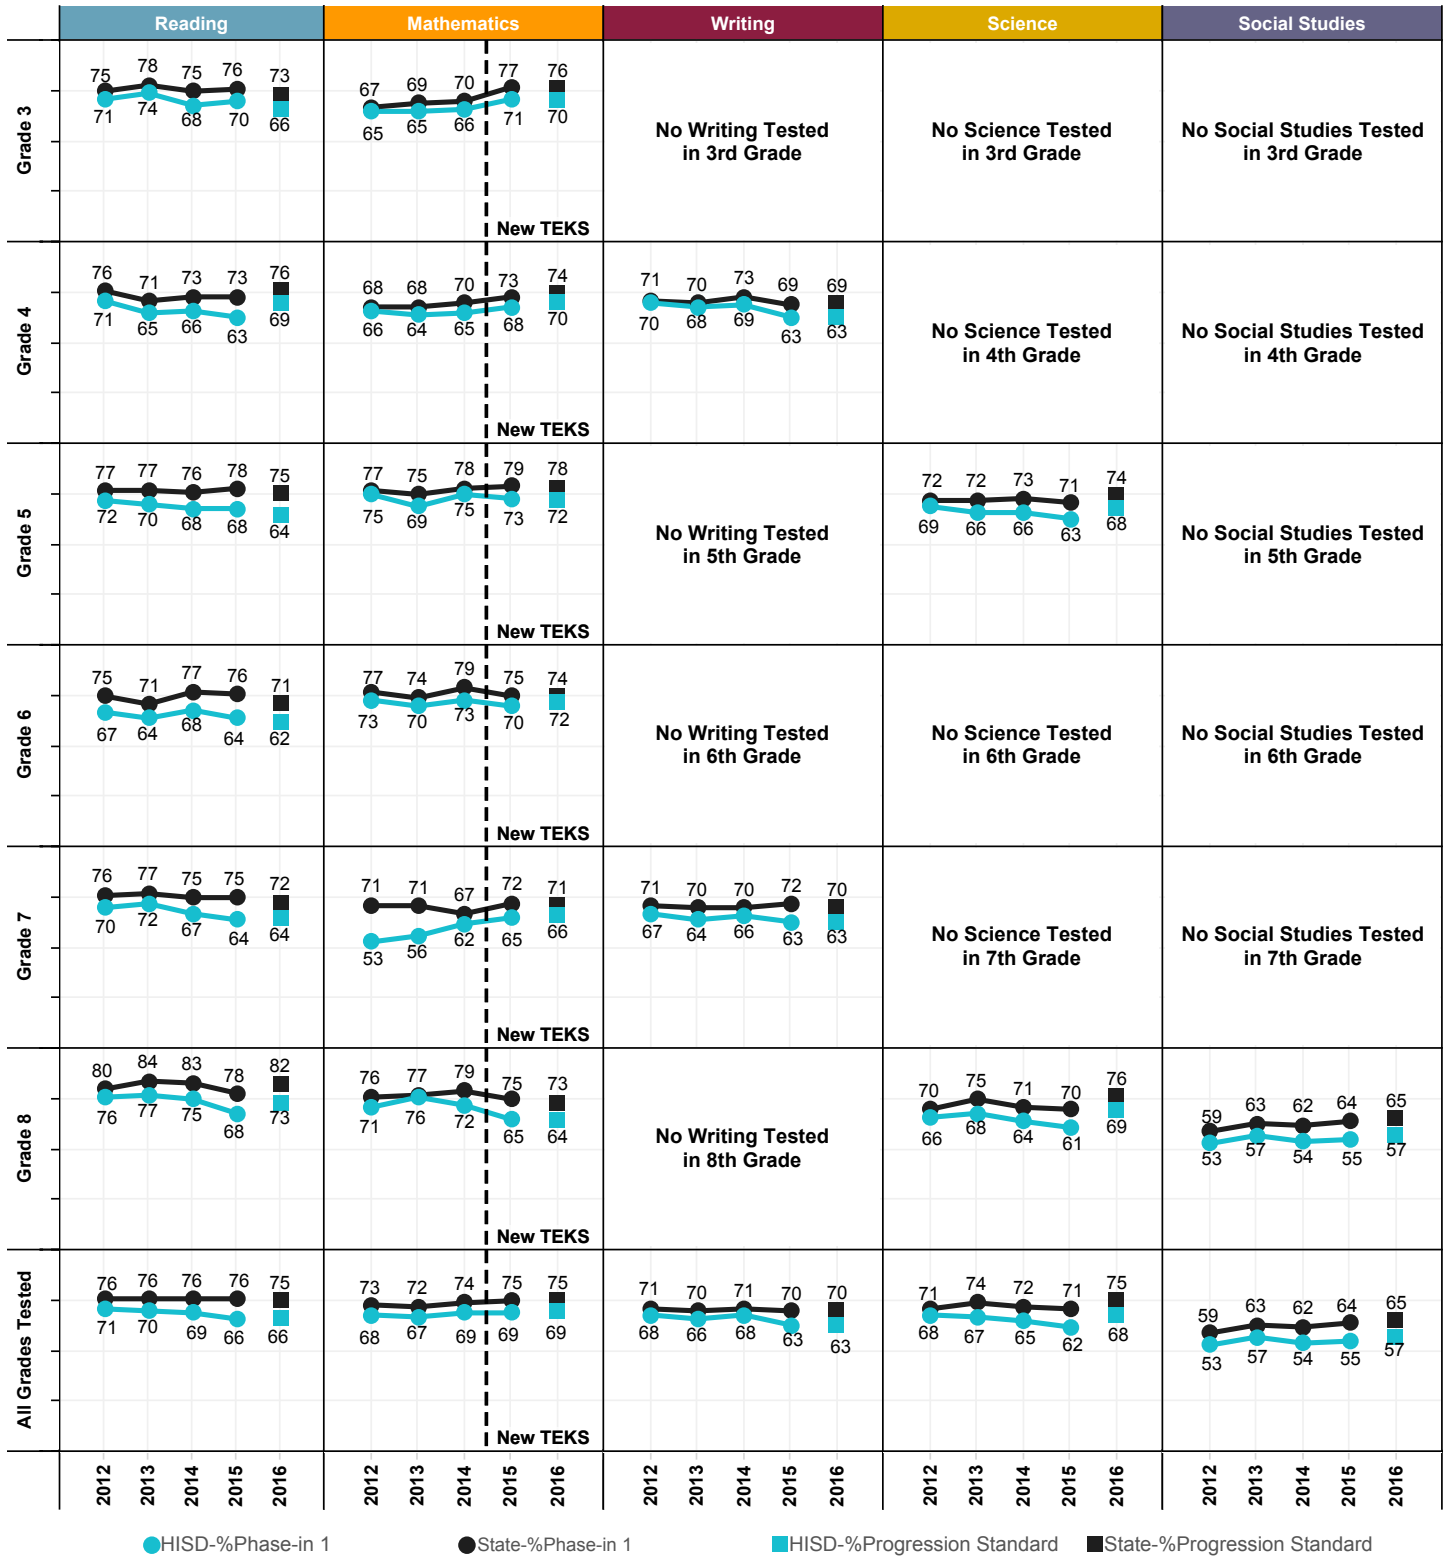 Reading Mathematics Writing Science Social Studies
Grade 3
75 78 75 76 73
71 74 68 70 66
67 69 70 77 76
65 65 66 71 70
New TEKS
No Writing Tested
in 3rd Grade
No Science Tested
in 3rd Grade
No Social Studies Tested
in 3rd Grade
Grade 4
76 71 73 73 76
71 65 66 63 69
68 68 70 73 74
66 64 65 68 70
New TEKS
71 70 73 69 69
70 68 69 63 63
No Science Tested
in 4th Grade
No Social Studies Tested
in 4th Grade
Grade 5
77 77 76 78 75
72 70 68 68 64
77 75 78 79 78
75 69 75 73 72
New TEKS
No Writing Tested
in 5th Grade
72 72 73 71 74
69 66 66 63 68
No Social Studies Tested
in 5th Grade
Grade 6
75 71 77 76 71
67 64 68 64 62
77 74 79 75 74
73 70 73 70 72
New TEKS
No Writing Tested
in 6th Grade
No Science Tested
in 6th Grade
No Social Studies Tested
in 6th Grade
Grade 7
76 77 75 75 72
70 72 67 64 64
71 71 67 72 71
53 56 62 65 66
New TEKS
71 70 70 72 70
67 64 66 63 63
No Science Tested
in 7th Grade
No Social Studies Tested
in 7th Grade
Grade 8
80 84 83 78 82
76 77 75 68 73
76 77 79 75 73
71 76 72 65 64
New TEKS
No Writing Tested
in 8th Grade
70 75 71 70 76
66 68 64 61 69
59 63 62 64 65
53 57 54 55 57
All Grades Tested
76 76 76 76 75
71 70 69 66 66
73 72 74 75 75
68 67 69 69 69
New TEKS
71 70 71 70 70
68 66 68 63 63
71 74 72 71 75
68 67 65 62 68
59 63 62 64 65
53 57 54 55 57
2012 2013 2014 2015 2016 2012 2013 2014 2015 2016 2012 2013 2014 2015 2016 2012 2013 2014 2015 2016 2012 2013 2014 2015 2016
HISD-%Phase-in 1 State-%Phase-in 1 HISD-%Progression Standard State-%Progression Standard